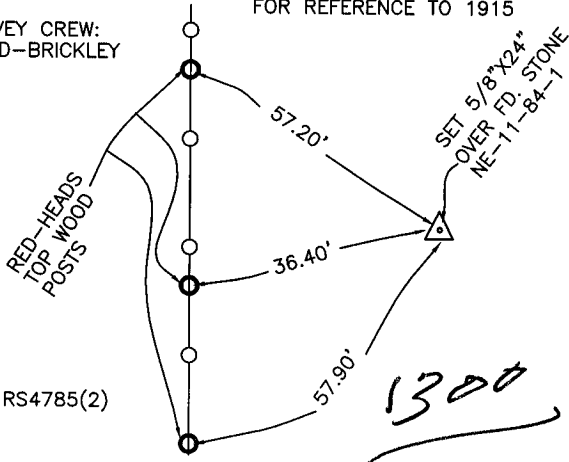 FOR REFERENCE TO 1915
VEY CREW:
D-BRICKLEY
57.20'
SET 5/8"X24"
OVER FD. STONE
NE-11-84-1
RED-HEADS
TOP WOOD
POSTS
36.40'
57.90'
RS4785(2)
1300